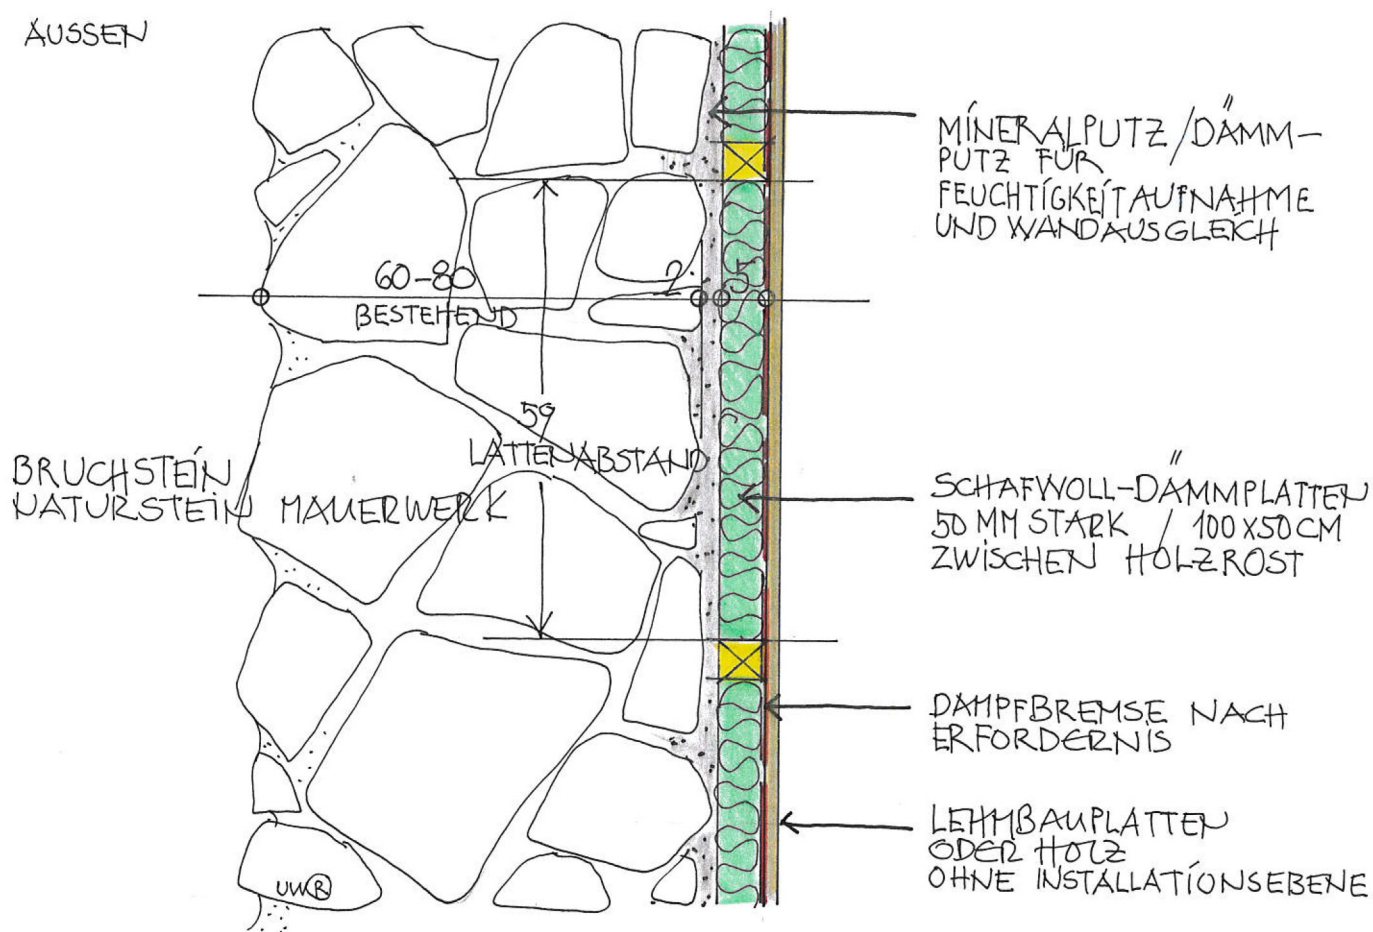 AUSSEN
MINERALPUTZ/DÄMM-
PUTZ FÜR
FEUCHTIGKEITAUFNAHME
UND WANDAUSGLEICH
60-80
BESTEHEND
2
5
59
LATTENABSTAND
BRUCHSTEIN
NATURSTEIN MAUERWERK
SCHAFWOLL-DÄMMPLATTEN
50 MM STARK / 100X50CM
ZWISCHEN HOLZROST
DAMPFBREMSE NACH
ERFORDERNIS
LEHMBAUPLATTEN
ODER HOLZ
OHNE INSTALLATIONSEBENE